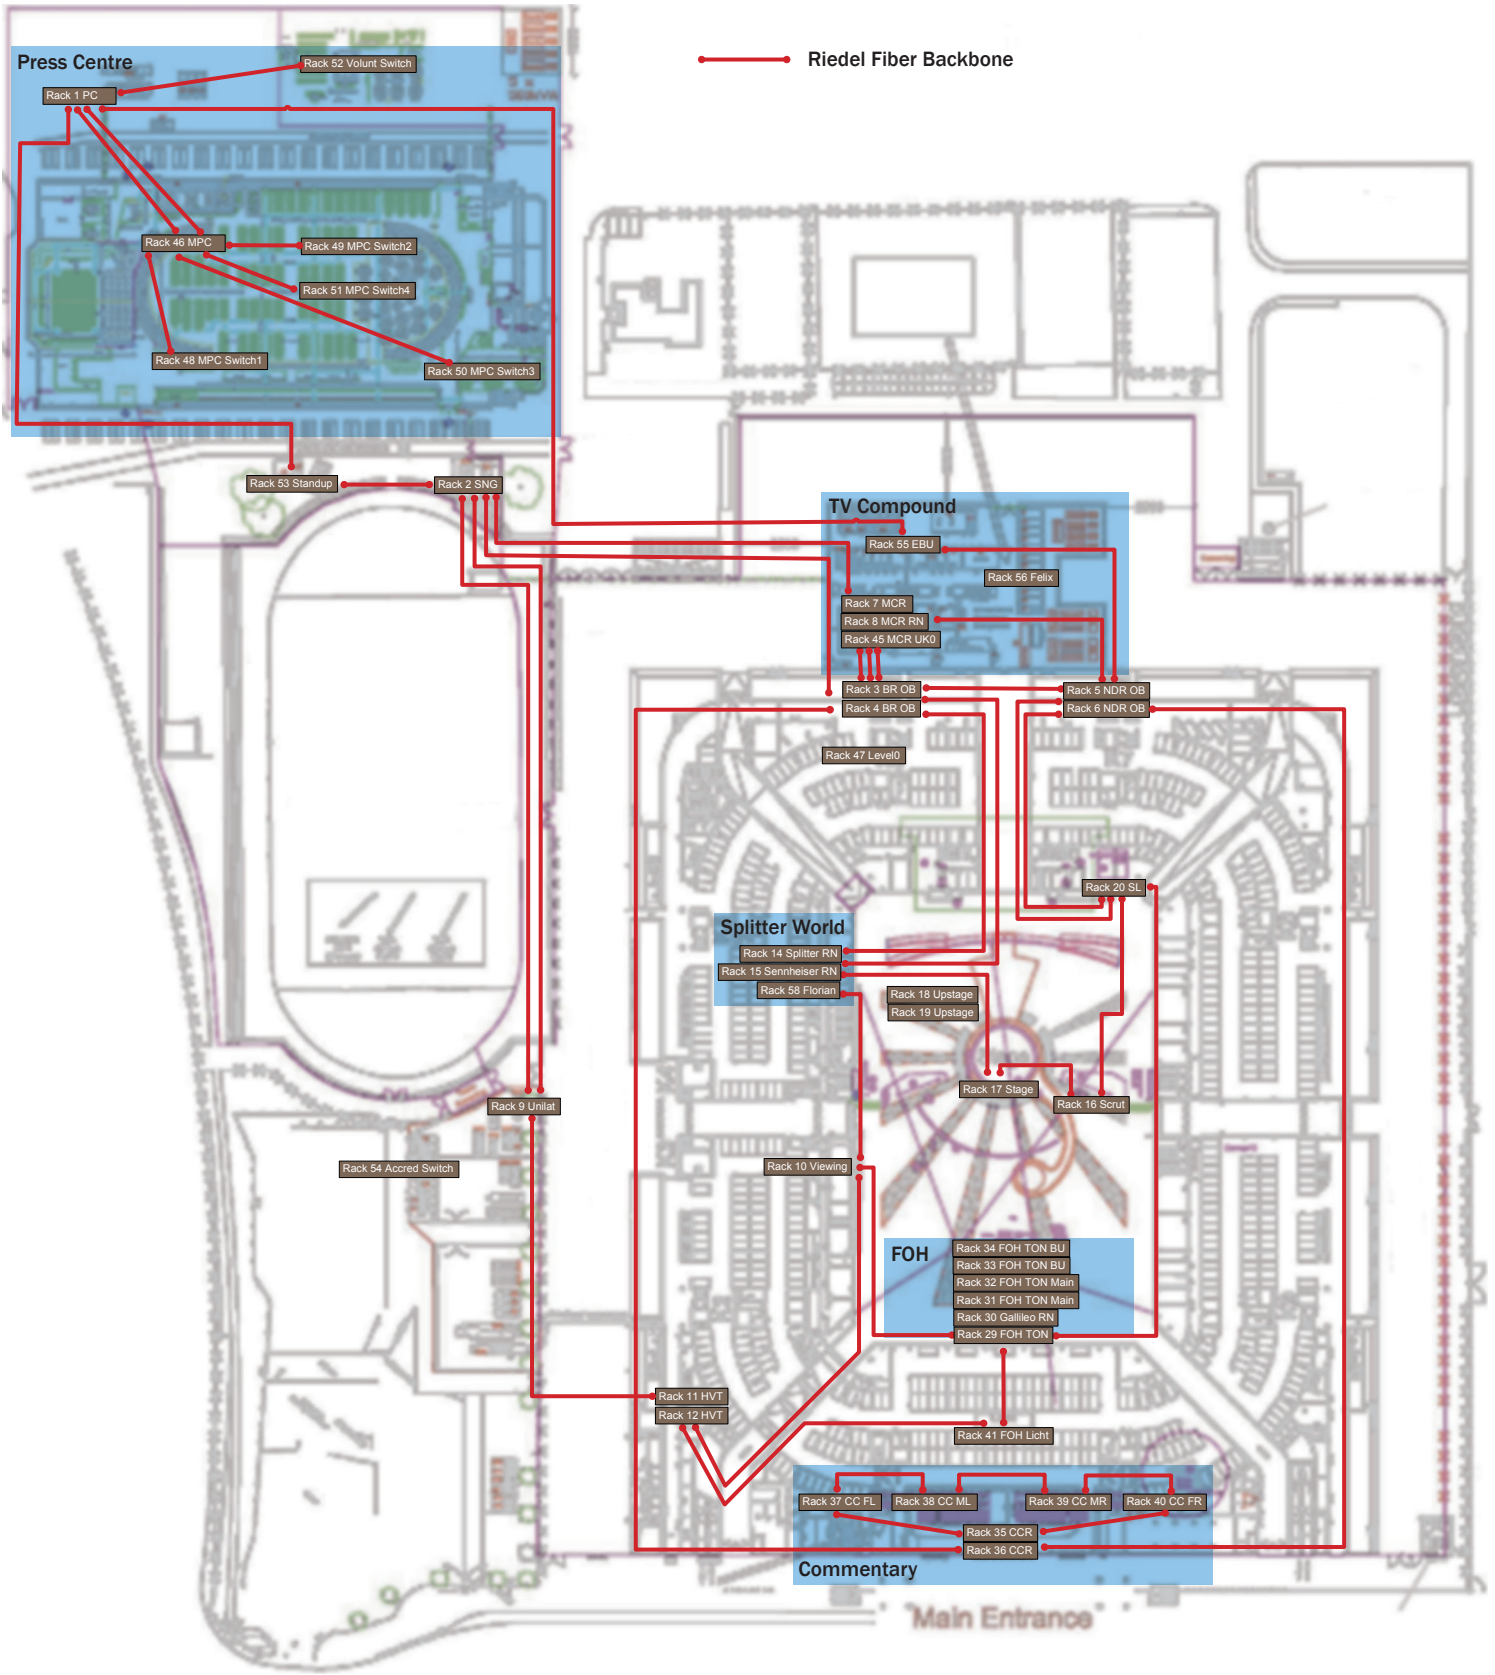 Press Centre
Riedel Fiber Backbone
Rack 52 Volunt Switch
Rack 1 PC
Rack 46 MPC
Rack 49 MPC Switch2
Rack 51 MPC Switch4
Rack 48 MPC Switch1
Rack 50 MPC Switch3
Rack 53 Standup
Rack 2 SNG
TV Compound
Rack 55 EBU
Rack 56 Felix
Rack 7 MCR
Rack 8 MCR RN
Rack 45 MCR UK0
Rack 3 BR OB
Rack 4 BR OB
Rack 5 NDR OB
Rack 6 NDR OB
Rack 47 Level0
Rack 20 SL
Splitter World
Rack 14 Splitter RN
Rack 15 Sennheiser RN
Rack 58 Florian
Rack 18 Upstage
Rack 19 Upstage
Rack 17 Stage
Rack 16 Scrut
Rack 9 Unilat
Rack 54 Accred Switch
Rack 10 Viewing
FOH
Rack 34 FOH TON BU
Rack 33 FOH TON BU
Rack 32 FOH TON Main
Rack 31 FOH TON Main
Rack 30 Gallileo RN
Rack 29 FOH TON
Rack 11 HVT
Rack 12 HVT
Rack 41 FOH Licht
Rack 37 CC FL
Rack 38 CC ML
Rack 39 CC MR
Rack 40 CC FR
Rack 35 CCR
Rack 36 CCR
Commentary
Main Entrance